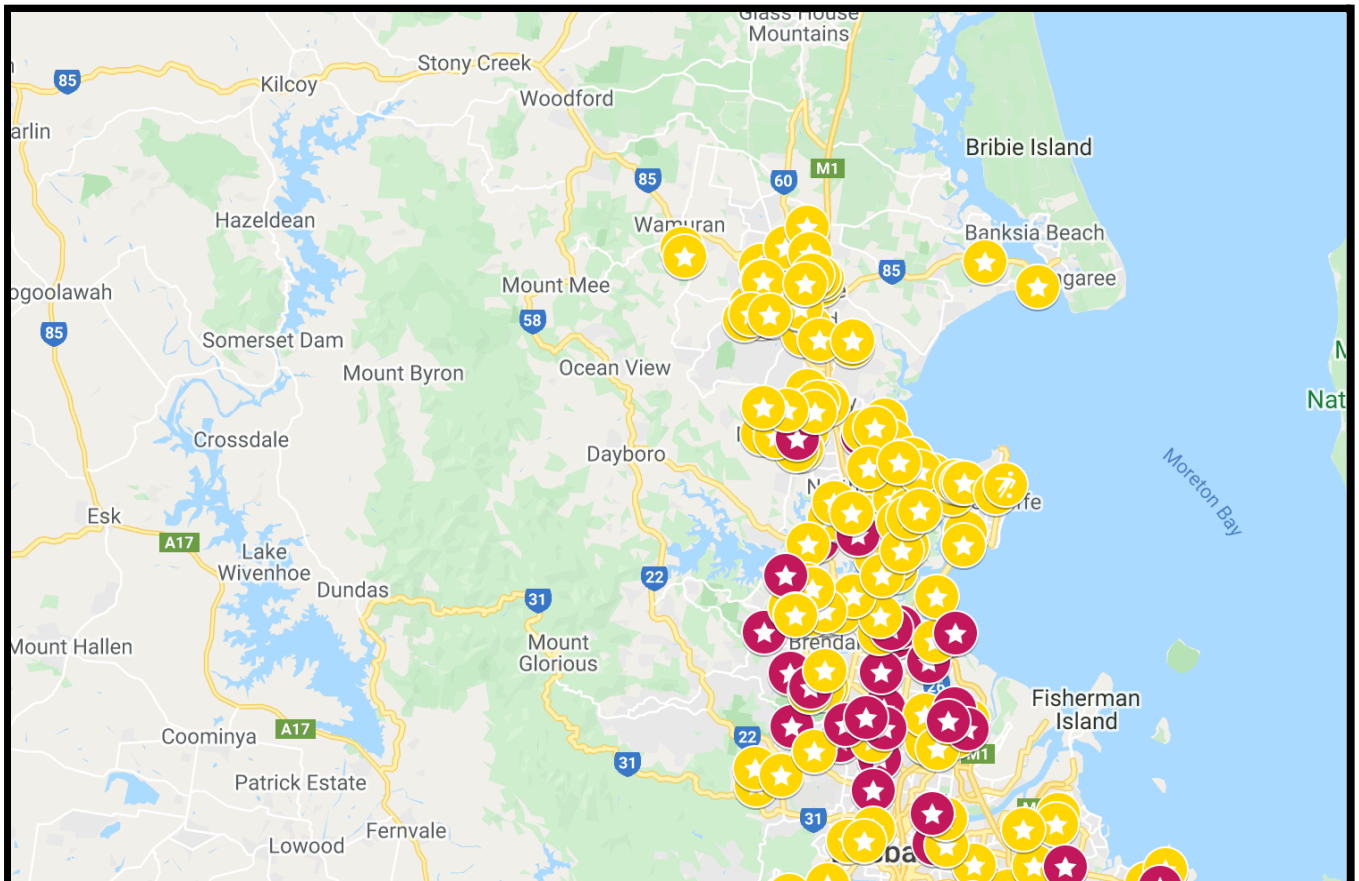 Glass House
Mountains
Stony Creek
85
Kilcoy
Woodford
arlin
Bribie Island
M1
85
60
Hazeldean
Wamuran
Banksia Beach
85
Mount Mee
ngaree
ogoolawah
58
85
Somerset Dam
Ocean View
Mount Byron
Nat
Crossdale
Dayboro
Moreton Bay
Esk
A17
Lake
Wivenhoe
22
Dundas
31
Mount
Glorious
Mount Hallen
Brendal
Fisherman
Island
A17
Coominya
22
M1
31
Patrick Estate
31
Fernvale
Lowood